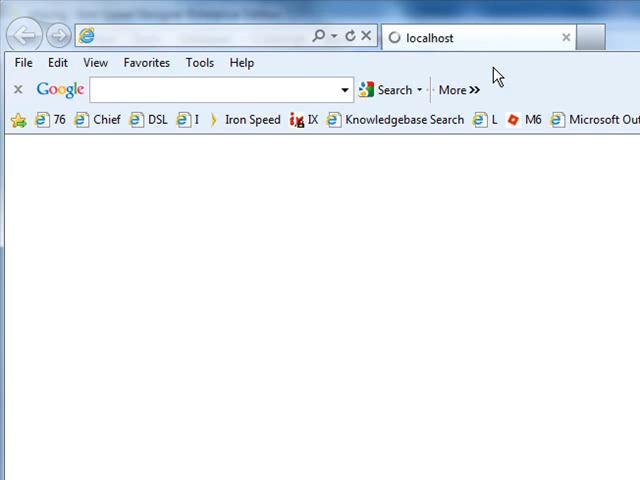 localhost
File Edit View Favorites Tools Help
x Google Search More »
76 Chief DSL I Iron Speed IX Knowledgebase Search L M6 Microsoft Out